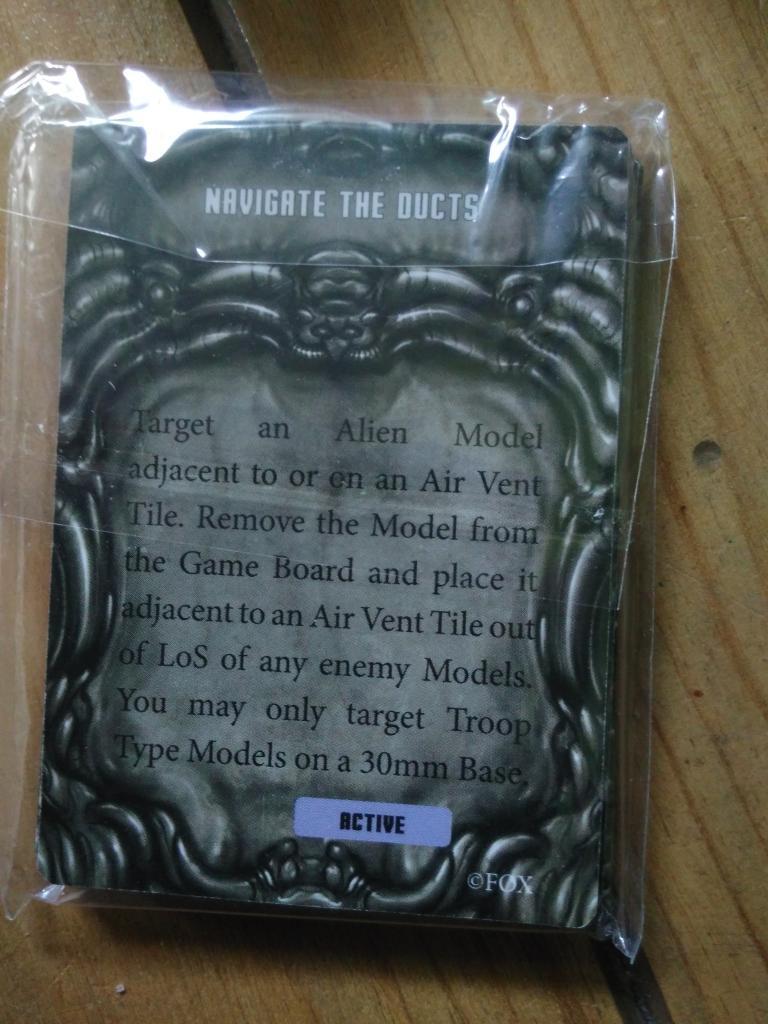 NAVIGATE THE DUCTS
Target an Alien Model
adjacent to or on an Air Vent
Tile. Remove the Model from
the Game Board and place it
adjacent to an Air Vent Tile out
of LoS of any enemy Models.
You may only target Troop
Type Models on a 30mm Base.
ACTIVE
©FOX